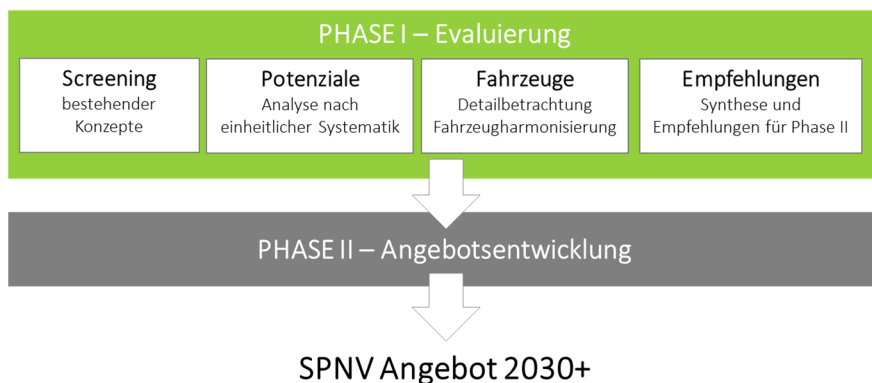 PHASE I – Evaluierung
Screening
bestehender
Konzepte
Potenziale
Analyse nach
einheitlicher Systematik
Fahrzeuge
Detailbetrachtung
Fahrzeugharmonisierung
Empfehlungen
Synthese und
Empfehlungen für Phase II
PHASE II – Angebotsentwicklung
SPNV Angebot 2030+